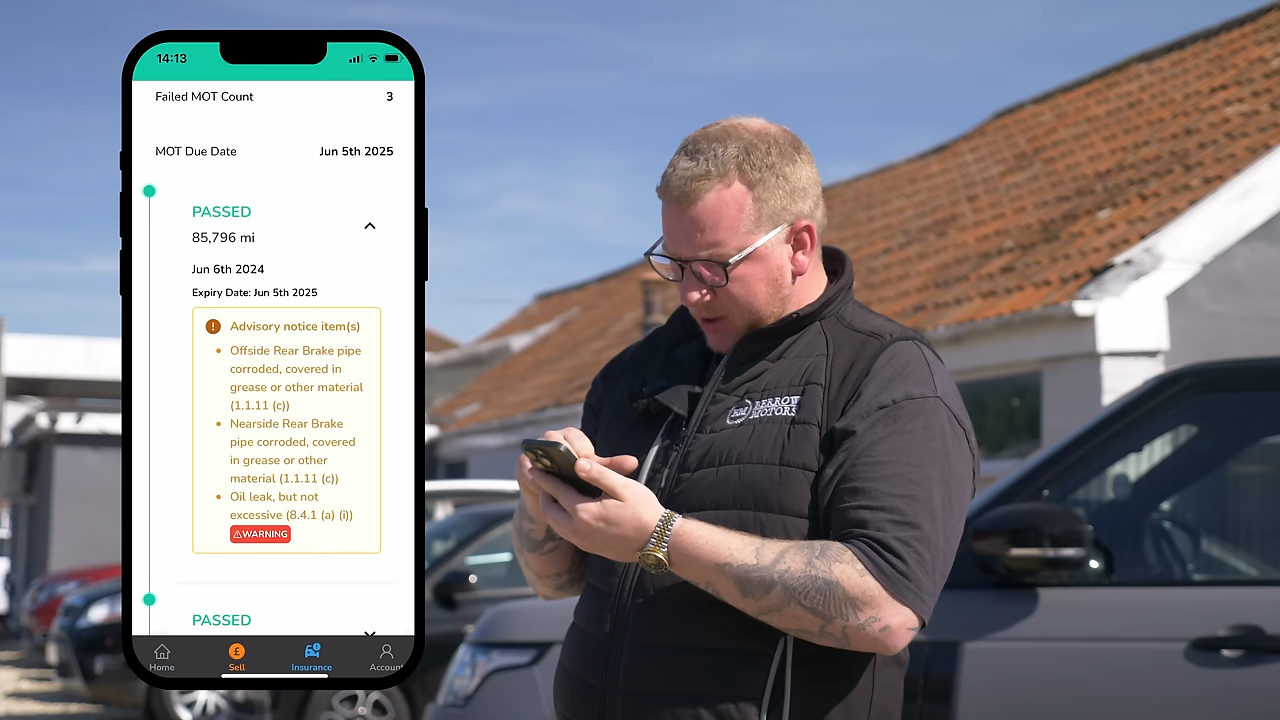 14:13
Failed MOT Count 3
MOT Due Date Jun 5th 2025
PASSED
85,796 mi
Jun 6th 2024
Expiry Date: Jun 5th 2025
Advisory notice item(s)
• Offside Rear Brake pipe
corroded, covered in
grease or other material
(1.1.11 (c))
• Nearside Rear Brake
pipe corroded, covered
in grease or other
material (1.1.11 (c))
• Oil leak, but not
excessive (8.4.1 (a) (i))
⚠WARNING
PASSED
Home Sell Insurance Account
BM BERROW
MOTORS